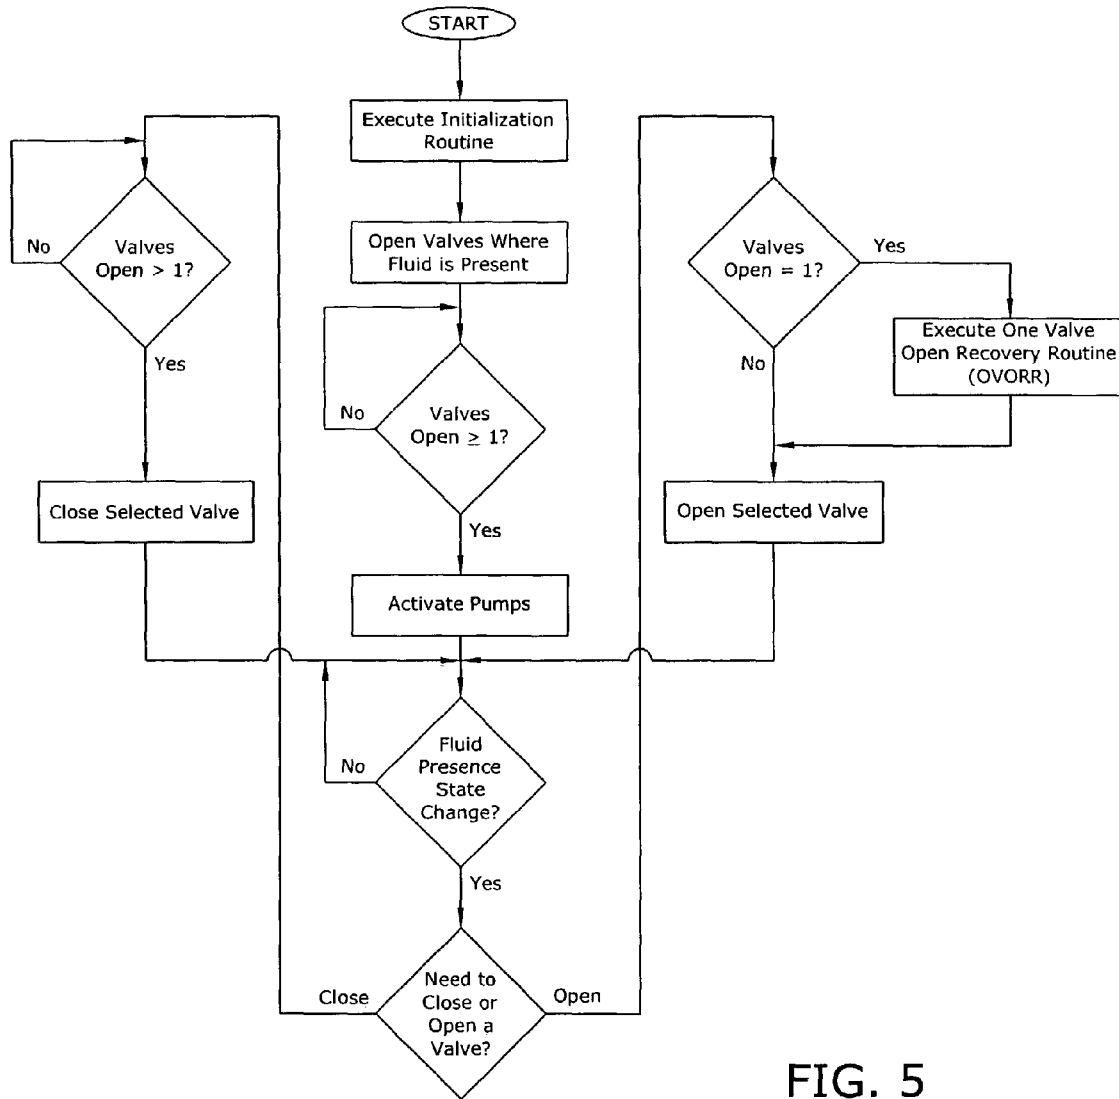 START
Execute Initialization
Routine
Open Valves Where
Fluid is Present
No
Valves
Open > 1?
Yes
Close Selected Valve
No
Valves
Open ≥ 1?
Yes
Activate Pumps
Valves
Open = 1?
Yes
Execute One Valve
Open Recovery Routine
(OVORR)
No
Open Selected Valve
No
Fluid
Presence
State
Change?
Yes
Close
Need to
Close or
Open a
Valve?
Open
FIG. 5